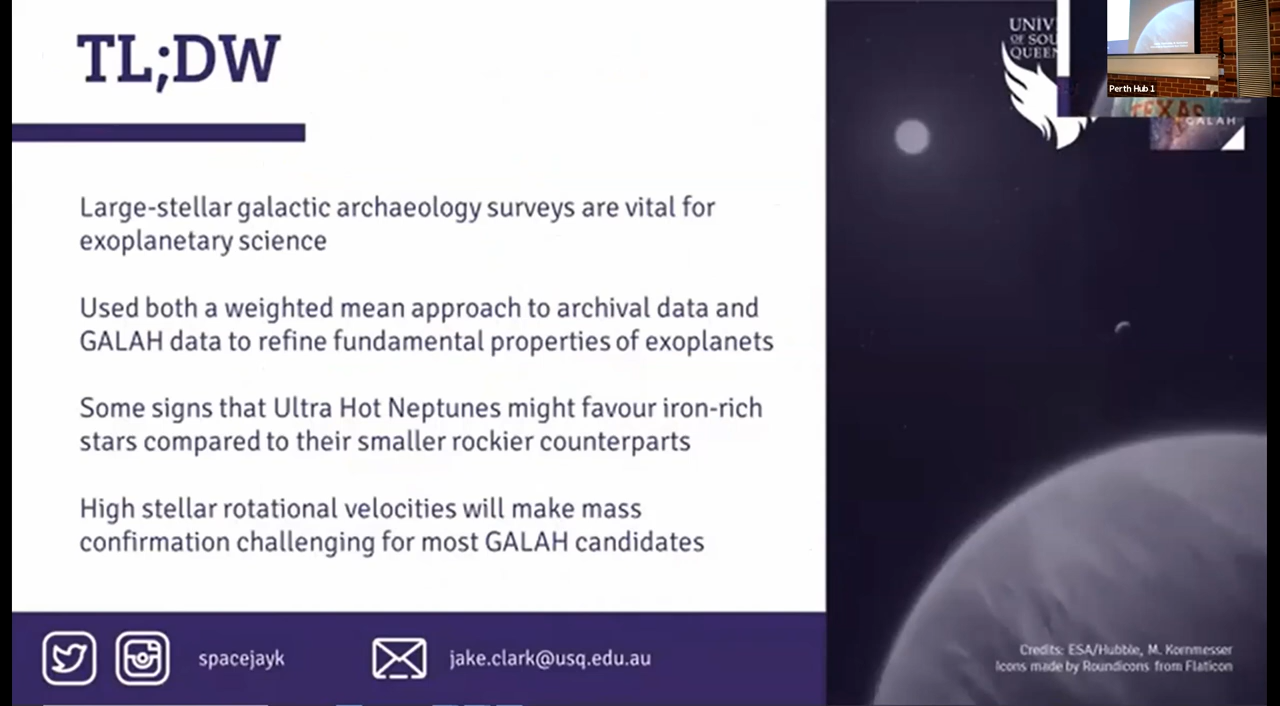 TL;DW
Large-stellar galactic archaeology surveys are vital for
exoplanetary science
Used both a weighted mean approach to archival data and
GALAH data to refine fundamental properties of exoplanets
Some signs that Ultra Hot Neptunes might favour iron-rich
stars compared to their smaller rockier counterparts
High stellar rotational velocities will make mass
confirmation challenging for most GALAH candidates
spacejayk
jake.clark@usq.edu.au
UNIV
OF SOU
QUEEN
Perth Hub 1
TEXAS
GALAH
Credits: ESA/Hubble, M. Kornmesser
Icons made by Roundicons from Flaticon